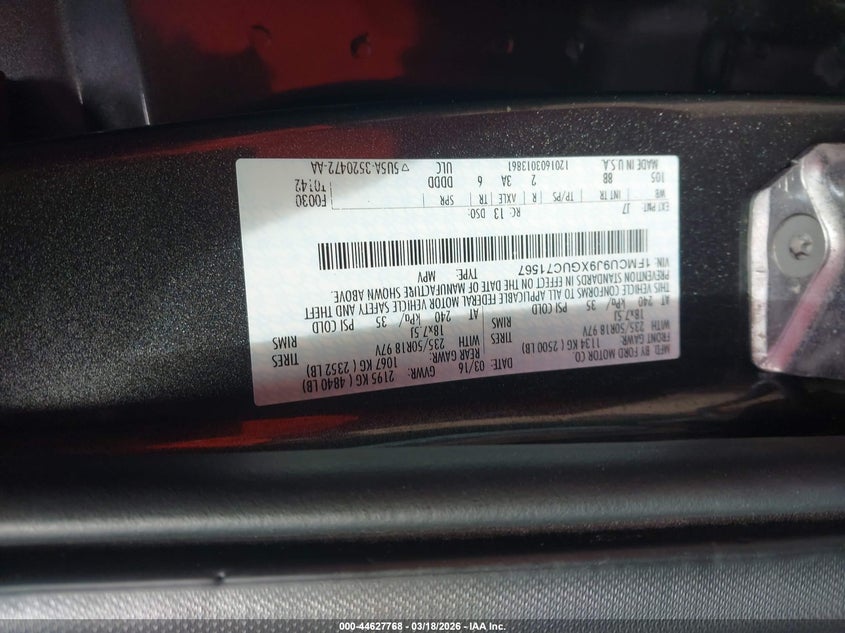 MFD. BY FORD MOTOR CO.
DATE: 03/16 GVWR: 2195 KG ( 4840 LB)
FRONT GAWR: 1134 KG ( 2500 LB) REAR GAWR: 1067 KG ( 2352 LB)
WITH 235/50R18 97V TIRES WITH 235/50R18 97V TIRES
18x7.5J RIMS 18x7.5J RIMS
AT 240 kPa/ 35 PSI COLD AT 240 kPa/ 35 PSI COLD
THIS VEHICLE CONFORMS TO ALL APPLICABLE FEDERAL MOTOR VEHICLE SAFETY AND THEFT
PREVENTION STANDARDS IN EFFECT ON THE DATE OF MANUFACTURE SHOWN ABOVE.
VIN: 1FMCU9J9XGUC71567 TYPE: MPV
EXT PNT J7 RC: 13 DSO: F0030
WB INT TR TP/PS R AXLE TR SPR T0142
105 8B 2 3A 6 DDDD
MADE IN U.S.A. 1201603013861 ULC ▽5U5A-3520472-AA
000-44627768 — 03/18/2026 — IAA Inc.